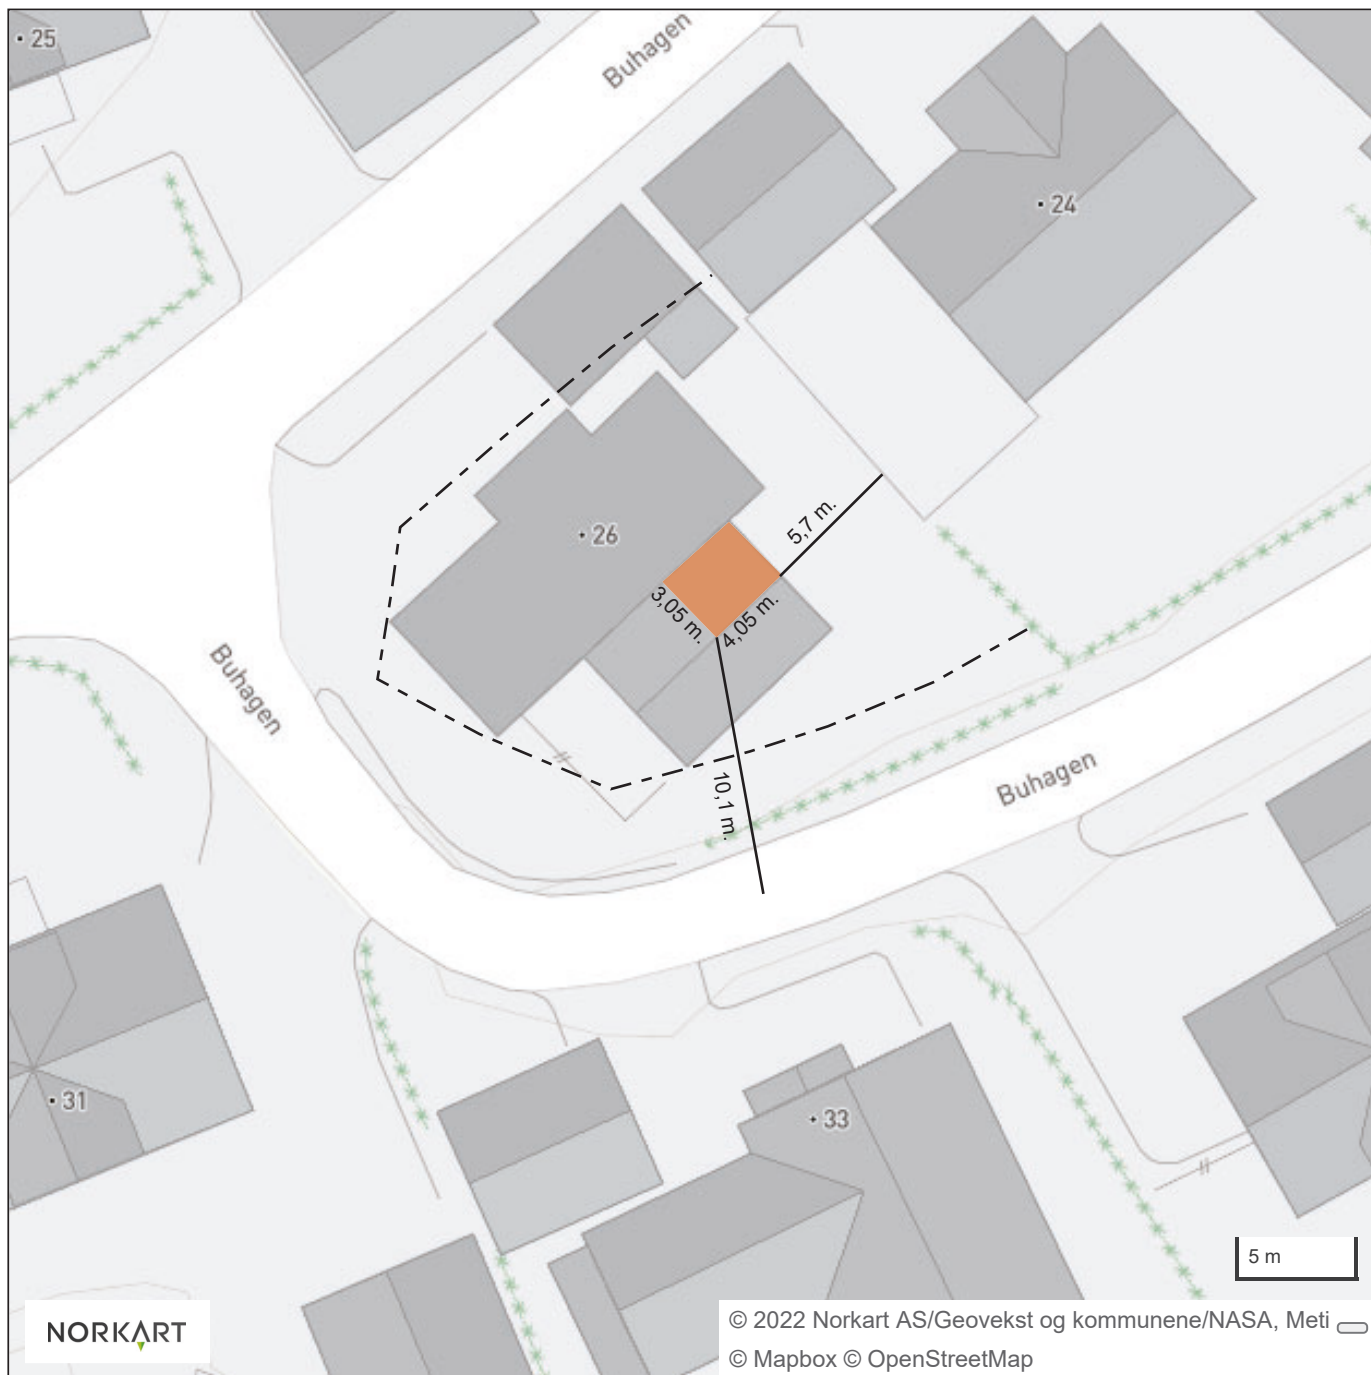 25
Buhagen
24
5,7 m.
26
3,05 m.
4,05 m.
Buhagen
10,1 m.
Buhagen
31
33
5 m
NORKART
© 2022 Norkart AS/Geovekst og kommunene/NASA, Meti
© Mapbox © OpenStreetMap